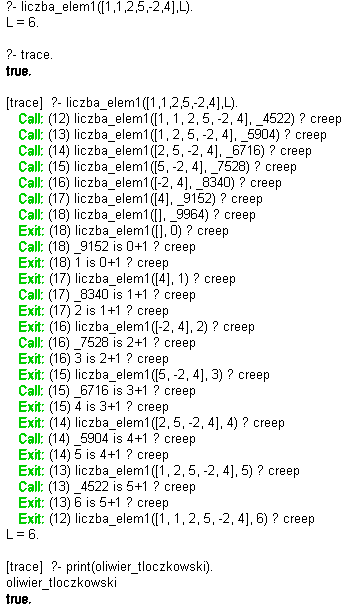 ?- liczba_elem1([1,1,2,5,-2,4],L).
L = 6.
?- trace.
true.
[trace] ?- liczba_elem1([1,1,2,5,-2,4],L).
Call: (12) liczba_elem1([1, 1, 2, 5, -2, 4], _4522) ? creep
Call: (13) liczba_elem1([1, 2, 5, -2, 4], _5904) ? creep
Call: (14) liczba_elem1([2, 5, -2, 4], _6716) ? creep
Call: (15) liczba_elem1([5, -2, 4], _7528) ? creep
Call: (16) liczba_elem1([-2, 4], _8340) ? creep
Call: (17) liczba_elem1([4], _9152) ? creep
Call: (18) liczba_elem1([], _9964) ? creep
Exit: (18) liczba_elem1([], 0) ? creep
Call: (18) _9152 is 0+1 ? creep
Exit: (18) 1 is 0+1 ? creep
Exit: (17) liczba_elem1([4], 1) ? creep
Call: (17) _8340 is 1+1 ? creep
Exit: (17) 2 is 1+1 ? creep
Exit: (16) liczba_elem1([-2, 4], 2) ? creep
Call: (16) _7528 is 2+1 ? creep
Exit: (16) 3 is 2+1 ? creep
Exit: (15) liczba_elem1([5, -2, 4], 3) ? creep
Call: (15) _6716 is 3+1 ? creep
Exit: (15) 4 is 3+1 ? creep
Exit: (14) liczba_elem1([2, 5, -2, 4], 4) ? creep
Call: (14) _5904 is 4+1 ? creep
Exit: (14) 5 is 4+1 ? creep
Exit: (13) liczba_elem1([1, 2, 5, -2, 4], 5) ? creep
Call: (13) _4522 is 5+1 ? creep
Exit: (13) 6 is 5+1 ? creep
Exit: (12) liczba_elem1([1, 1, 2, 5, -2, 4], 6) ? creep
L = 6.
[trace] ?- print(oliwier_tloczkowski).
oliwier_tloczkowski
true.